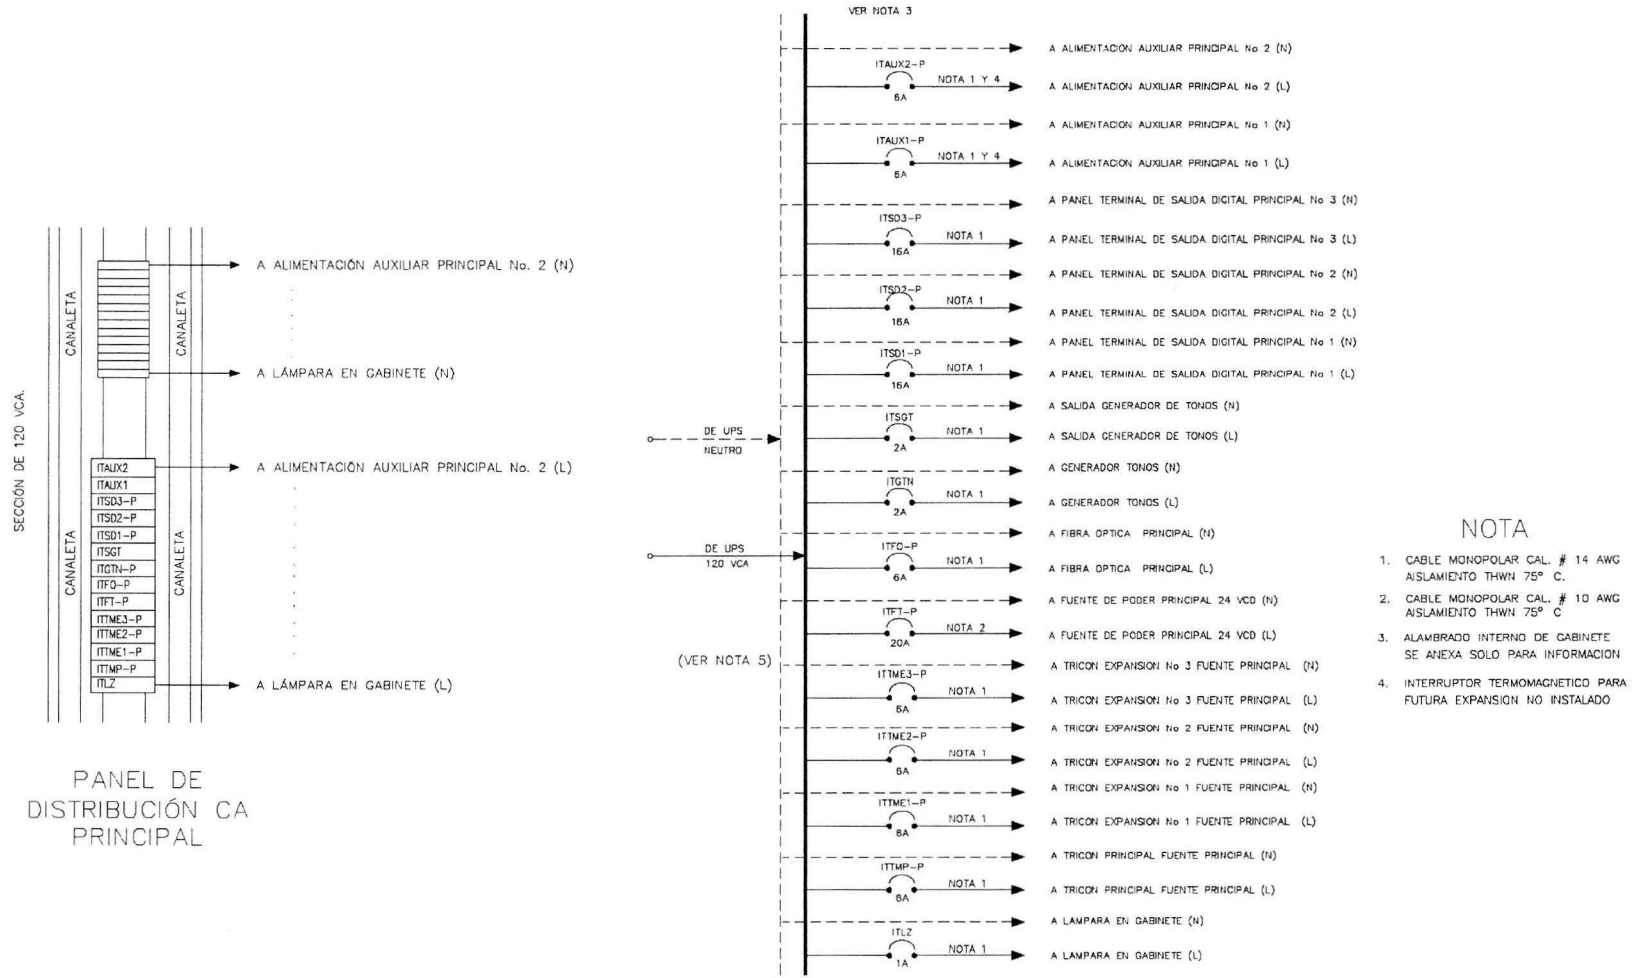 VER NOTA 3
A ALIMENTACION AUXILIAR PRINCIPAL No 2 (N)
ITAUX2-P
6A
NOTA 1 Y 4
A ALIMENTACION AUXILIAR PRINCIPAL No 2 (L)
A ALIMENTACION AUXILIAR PRINCIPAL No 1 (N)
ITAUX1-P
6A
NOTA 1 Y 4
A ALIMENTACION AUXILIAR PRINCIPAL No 1 (L)
A PANEL TERMINAL DE SALIDA DIGITAL PRINCIPAL No 3 (N)
ITSD3-P
16A
NOTA 1
A PANEL TERMINAL DE SALIDA DIGITAL PRINCIPAL No 3 (L)
A PANEL TERMINAL DE SALIDA DIGITAL PRINCIPAL No 2 (N)
ITSD2-P
16A
NOTA 1
A PANEL TERMINAL DE SALIDA DIGITAL PRINCIPAL No 2 (L)
A PANEL TERMINAL DE SALIDA DIGITAL PRINCIPAL No 1 (N)
ITSD1-P
16A
NOTA 1
A PANEL TERMINAL DE SALIDA DIGITAL PRINCIPAL No 1 (L)
A SALIDA GENERADOR DE TONOS (N)
ITSGT
2A
NOTA 1
A SALIDA GENERADOR DE TONOS (L)
A GENERADOR TONOS (N)
ITGTN
2A
NOTA 1
A GENERADOR TONOS (L)
A FIBRA OPTICA PRINCIPAL (N)
ITFO-P
6A
NOTA 1
A FIBRA OPTICA PRINCIPAL (L)
A FUENTE DE PODER PRINCIPAL 24 VCD (N)
ITFT-P
20A
NOTA 2
A FUENTE DE PODER PRINCIPAL 24 VCD (L)
A TRICON EXPANSION No 3 FUENTE PRINCIPAL (N)
ITTME3-P
6A
NOTA 1
A TRICON EXPANSION No 3 FUENTE PRINCIPAL (L)
A TRICON EXPANSION No 2 FUENTE PRINCIPAL (N)
ITTME2-P
6A
NOTA 1
A TRICON EXPANSION No 2 FUENTE PRINCIPAL (L)
A TRICON EXPANSION No 1 FUENTE PRINCIPAL (N)
ITTME1-P
6A
NOTA 1
A TRICON EXPANSION No 1 FUENTE PRINCIPAL (L)
A TRICON PRINCIPAL FUENTE PRINCIPAL (N)
ITTMP-P
6A
NOTA 1
A TRICON PRINCIPAL FUENTE PRINCIPAL (L)
A LAMPARA EN GABINETE (N)
ITLZ
1A
NOTA 1
A LAMPARA EN GABINETE (L)
DE UPS
NEUTRO
DE UPS
120 VCA
(VER NOTA 5)
SECCIÓN DE 120 VCA.
CANALETA
CANALETA
CANALETA
CANALETA
A ALIMENTACIÓN AUXILIAR PRINCIPAL No. 2 (N)
A LÁMPARA EN GABINETE (N)
A ALIMENTACIÓN AUXILIAR PRINCIPAL No. 2 (L)
A LÁMPARA EN GABINETE (L)
ITAUX2
ITAUX1
ITSD3-P
ITSD2-P
ITSD1-P
ITSGT
ITGTN-P
ITFO-P
ITFT-P
ITTME3-P
ITTME2-P
ITTME1-P
ITTMP-P
ITLZ
PANEL DE
DISTRIBUCIÓN CA
PRINCIPAL
NOTA
1. CABLE MONOPOLAR CAL. # 14 AWG
AISLAMIENTO THWN 75° C.
2. CABLE MONOPOLAR CAL. # 10 AWG
AISLAMIENTO THWN 75° C
3. ALAMBRADO INTERNO DE GABINETE
SE ANEXA SOLO PARA INFORMACION
4. INTERRUPTOR TERMOMAGNETICO PARA
FUTURA EXPANSION NO INSTALADO